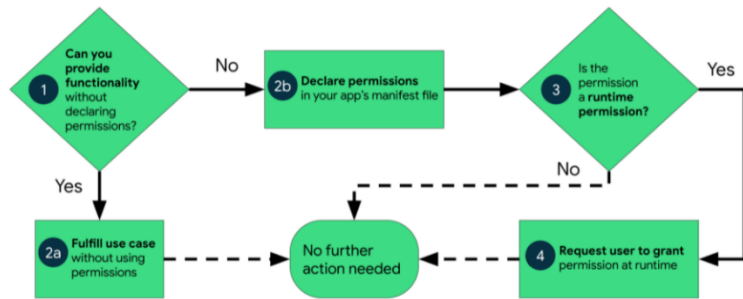 1
Can you
provide
functionality
without
declaring
permissions?
No
2b
Declare permissions
in your app's manifest file
3
Is the
permission
a runtime
permission?
Yes
Yes
No
2a
Fulfill use case
without using
permissions
No further
action needed
4
Request user to grant
permission at runtime